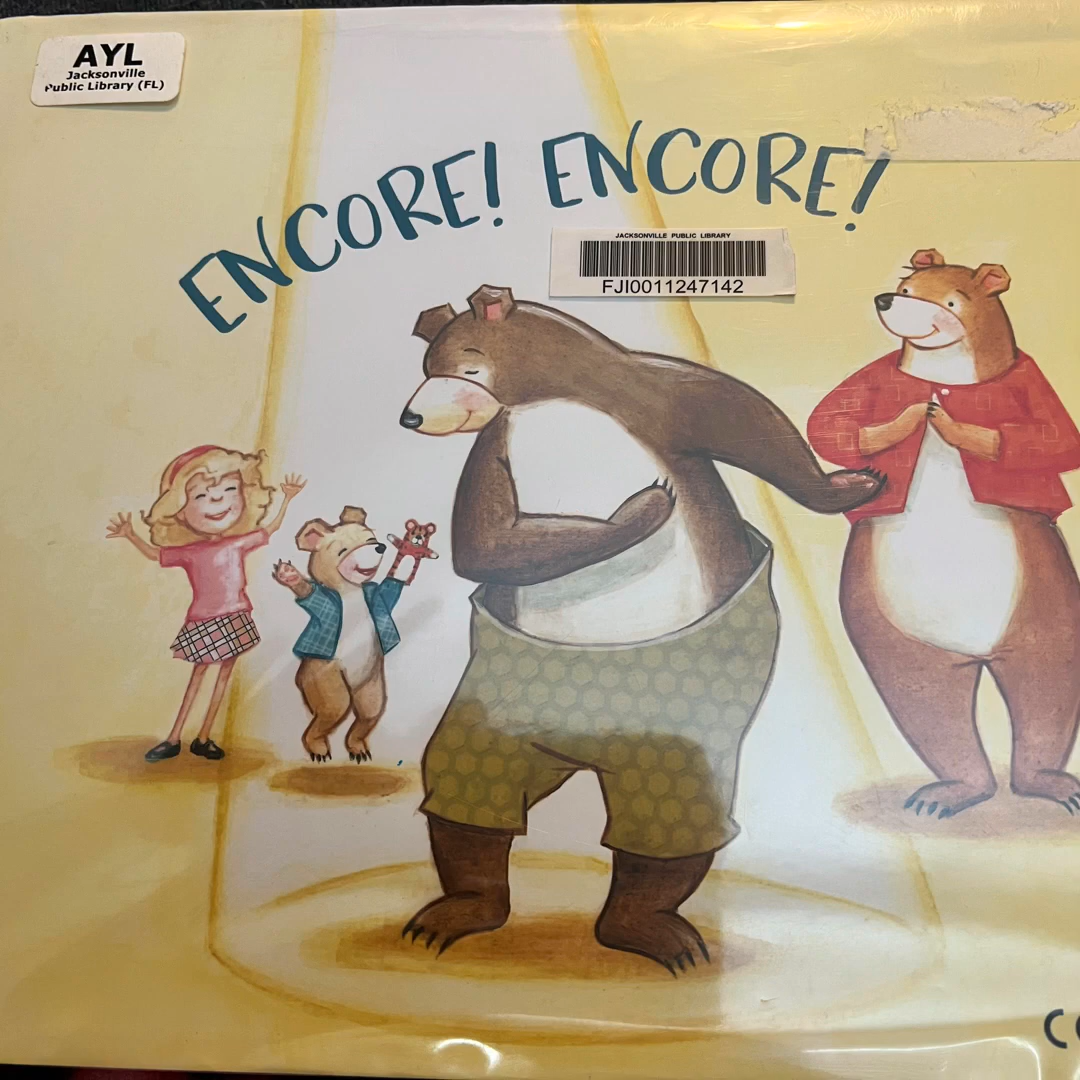 AYL
Jacksonville
Public Library (FL)
ENCORE! ENCORE!
JACKSONVILLE PUBLIC LIBRARY
FJI0011247142